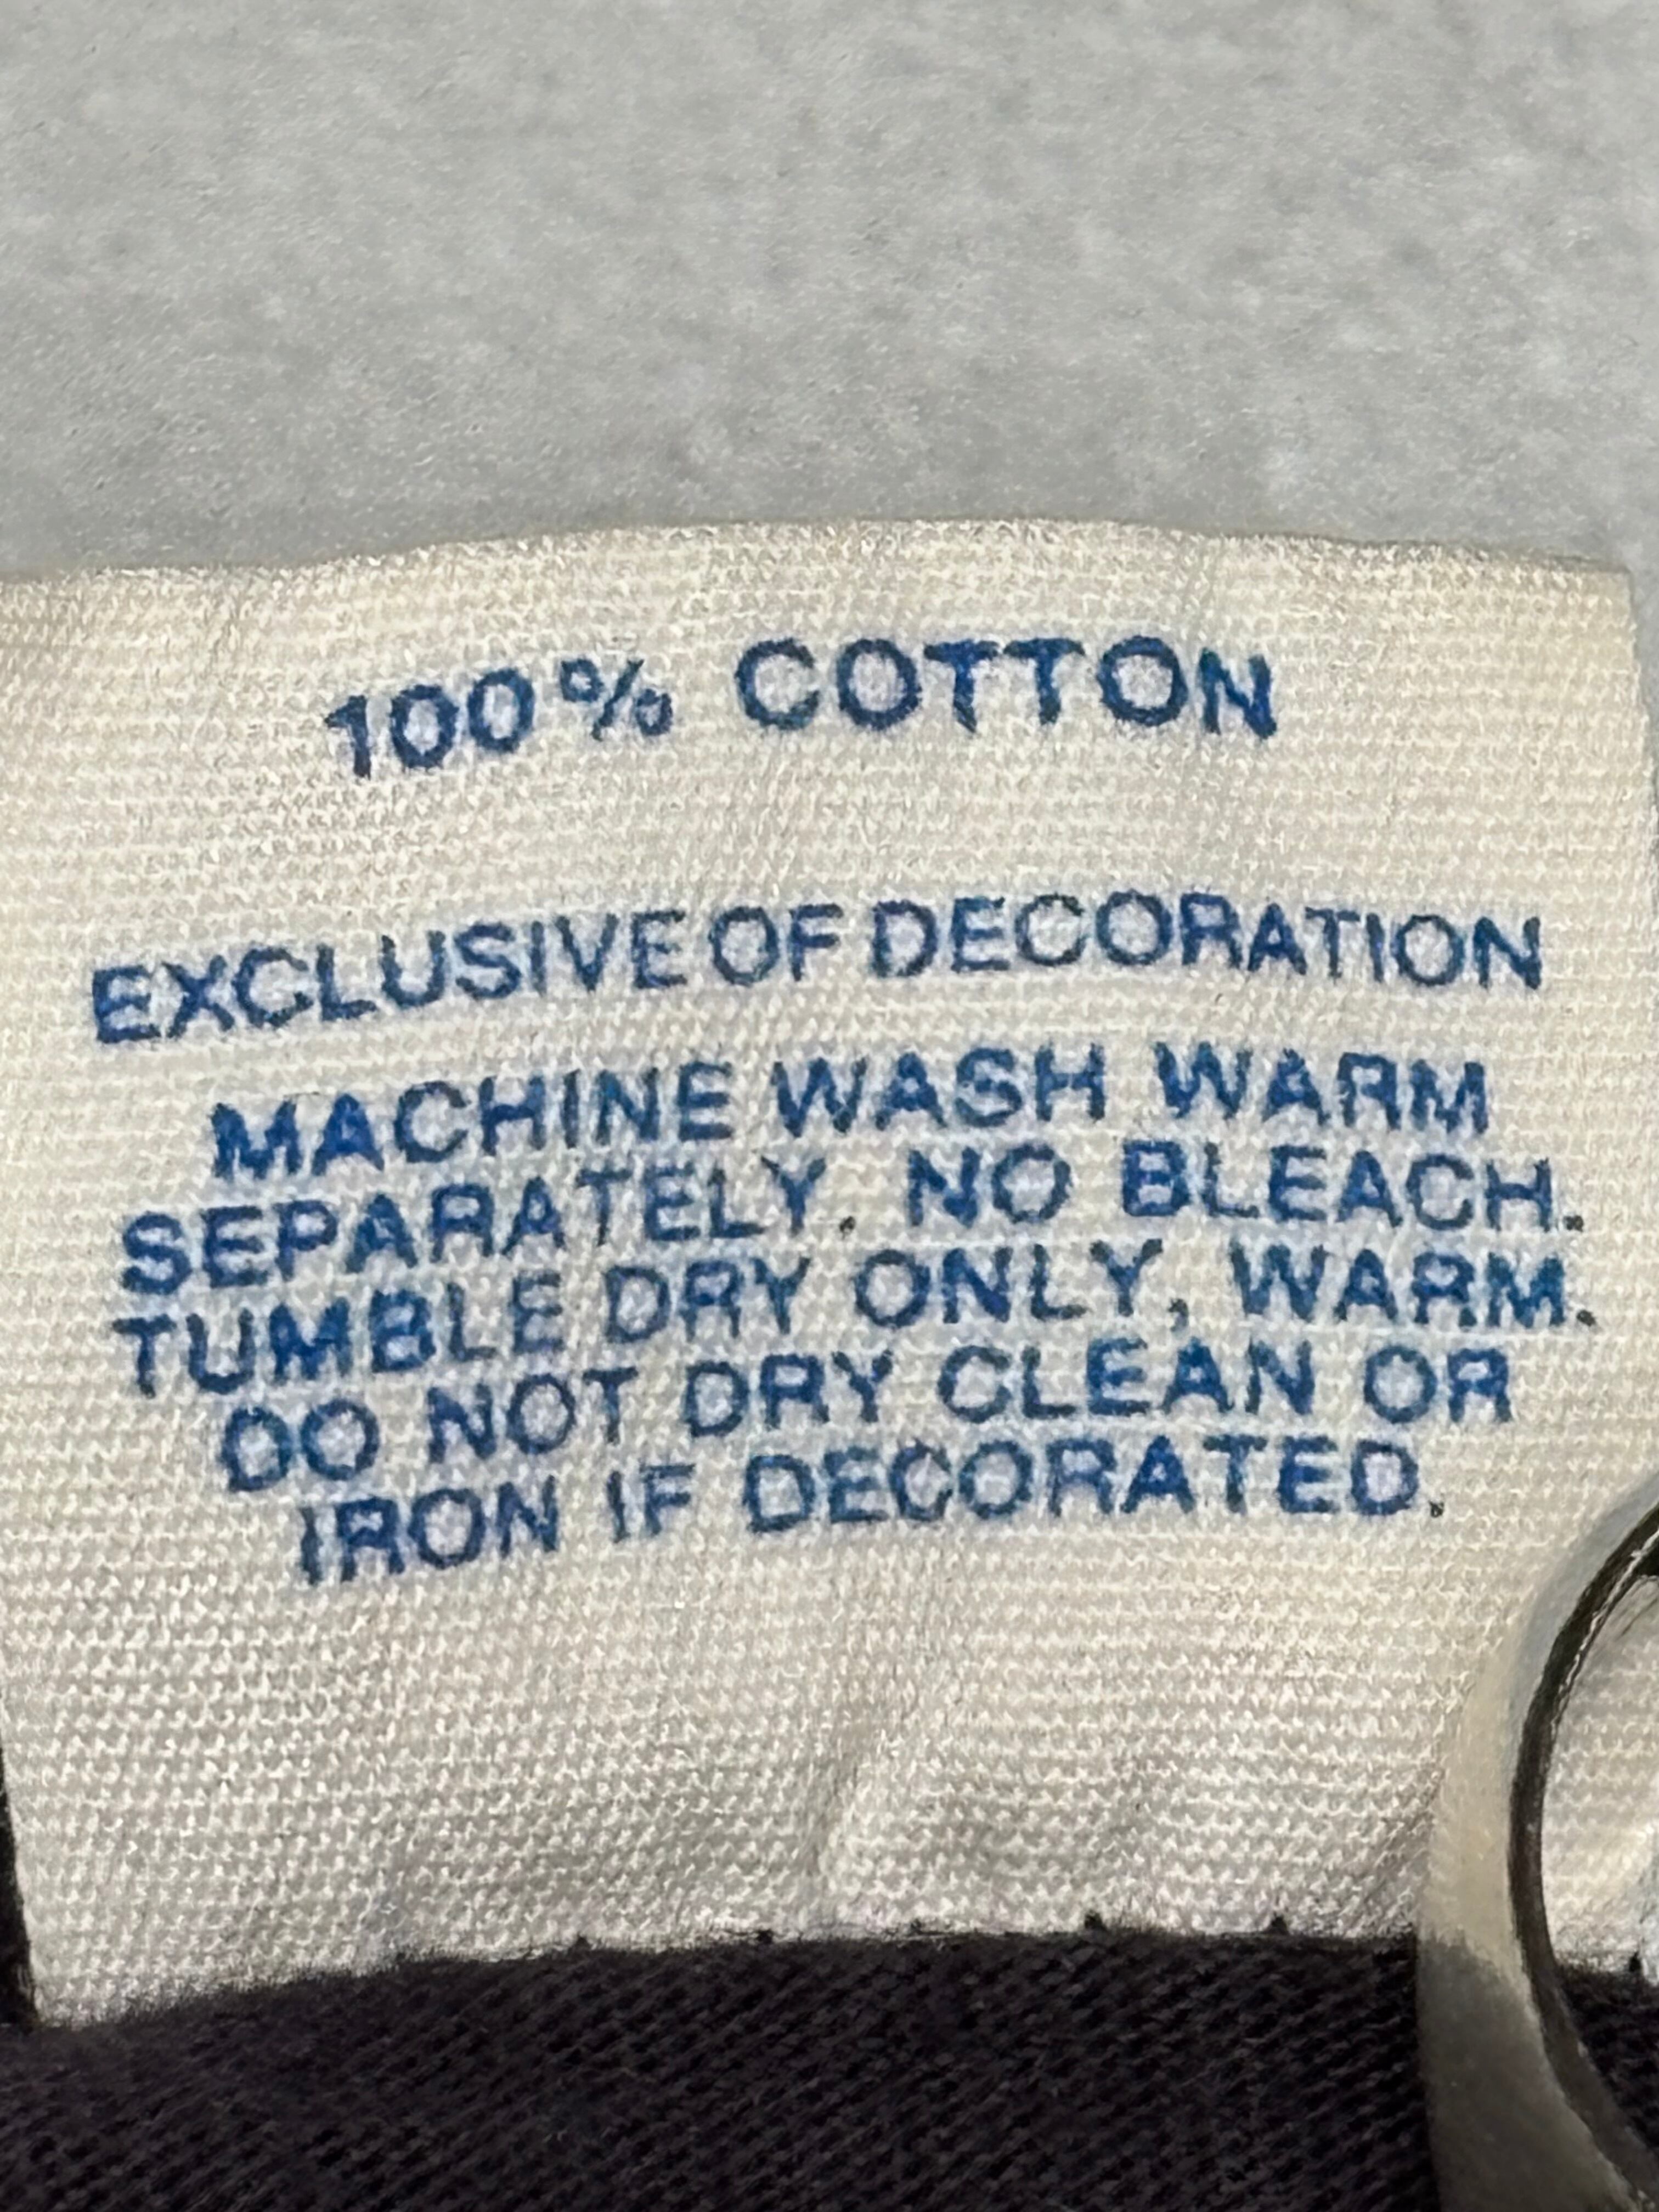 100% COTTON
EXCLUSIVE OF DECORATION
MACHINE WASH WARM
SEPARATELY. NO BLEACH.
TUMBLE DRY ONLY, WARM.
DO NOT DRY CLEAN OR
IRON IF DECORATED.